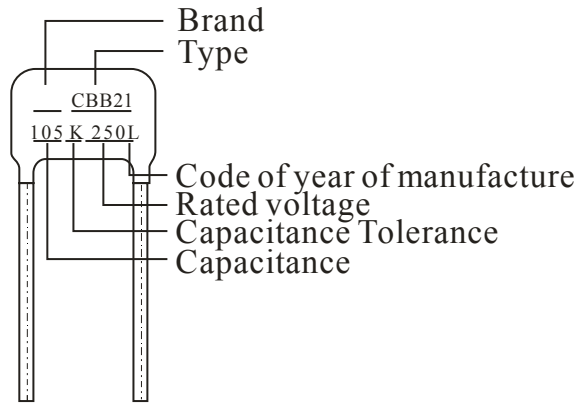 Brand
Type
CBB21
105 K 250L
Code of year of manufacture
Rated voltage
Capacitance Tolerance
Capacitance